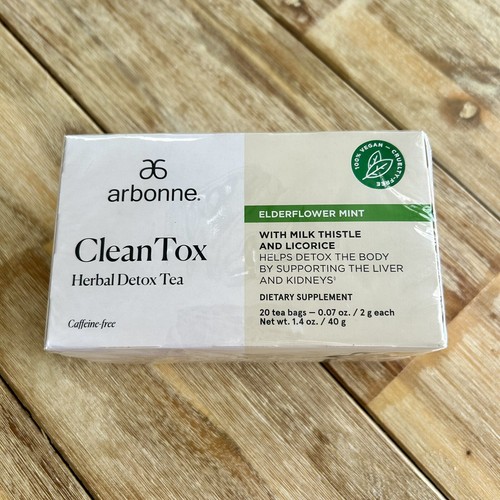 100% VEGAN — CRUELTY-FREE
arbonne.
ELDERFLOWER MINT
CleanTox
Herbal Detox Tea
WITH MILK THISTLE
AND LICORICE
HELPS DETOX THE BODY
BY SUPPORTING THE LIVER
AND KIDNEYS¹
DIETARY SUPPLEMENT
20 tea bags — 0.07 oz. / 2 g each
Net wt. 1.4 oz. / 40 g
Caffeine-free